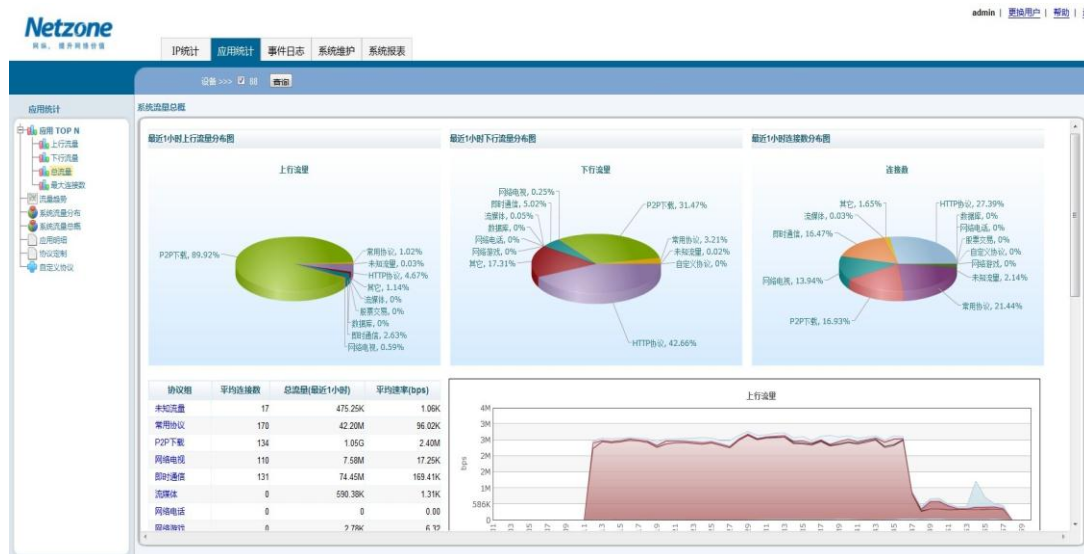 admin | 更换用户 | 帮助 |
Netzone
网络, 提升网络价值
IP统计 应用统计 事件日志 系统维护 系统报表
设备 >>> 88 查询
应用统计
系统流量总概
应用 TOP N
上行流量
下行流量
总流量
最大连接数
流量趋势
系统流量分布
系统流量总概
应用明细
协议定制
自定义协议
最近1小时上行流量分布图
上行流量
P2P下载, 89.92%
常用协议, 1.02%
未知流量, 0.03%
HTTP协议, 4.67%
其它, 1.14%
流媒体, 0%
股票交易, 0%
数据库, 0%
即时通信, 2.63%
网络电视, 0.59%
最近1小时下行流量分布图
下行流量
网络电视, 0.25%
即时通信, 5.02%
流媒体, 0.05%
数据库, 0%
网络电话, 0%
网络游戏, 0%
其它, 17.31%
P2P下载, 31.47%
常用协议, 3.21%
未知流量, 0.02%
自定义协议, 0%
HTTP协议, 42.66%
最近1小时连接数分布图
连接数
其它, 1.65%
流媒体, 0.03%
即时通信, 16.47%
网络电视, 13.94%
P2P下载, 16.93%
HTTP协议, 27.39%
数据库, 0%
网络电话, 0%
股票交易, 0%
自定义协议, 0%
网络游戏, 0%
未知流量, 2.14%
常用协议, 21.44%
协议组 平均连接数 总流量(最近1小时) 平均速率(bps)
未知流量 17 475.25K 1.06K
常用协议 170 42.20M 96.02K
P2P下载 134 1.05G 2.40M
网络电视 110 7.58M 17.25K
即时通信 131 74.45M 169.41K
流媒体 0 590.38K 1.31K
网络电话 0 0 0.00
网络游戏 0 2.78K 6.32
上行流量
bps
4M
3M
3M
2M
2M
1M
586K
0